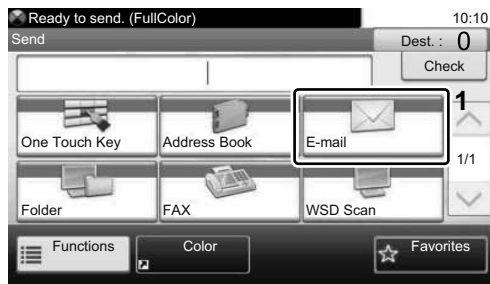 Ready to send. (FullColor) 10:10
Send Dest. : 0
Check
1
One Touch Key Address Book E-mail
1/1
Folder FAX WSD Scan
Functions Color Favorites